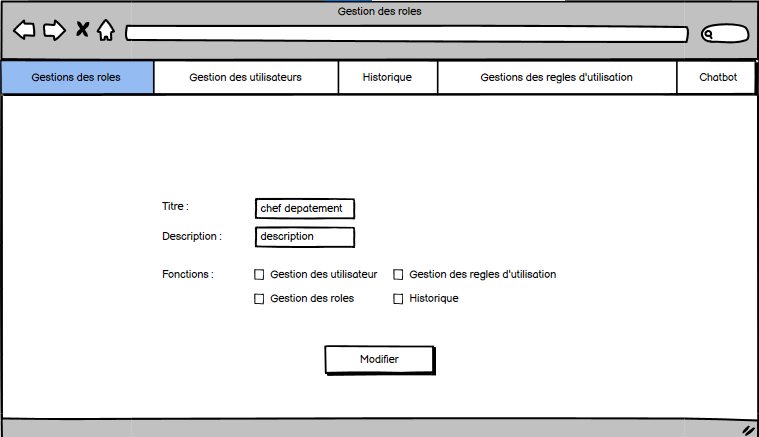 Gestion des roles
Gestions des roles Gestion des utilisateurs Historique Gestions des regles d'utilisation Chatbot
Titre : chef depatement
Description : description
Fonctions : Gestion des utilisateur Gestion des regles d'utilisation
Gestion des roles Historique
Modifier